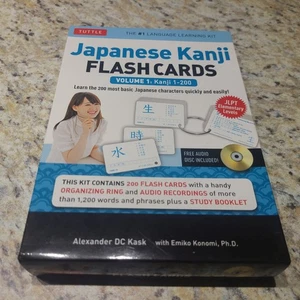 TUTTLE
THE #1 LANGUAGE LEARNING KIT
Japanese Kanji
FLASH CARDS
VOLUME 1: Kanji 1-200
Learn the 200 most basic Japanese characters quickly and easily!
JLPT
Elementary
Levels
生
時
水
FREE AUDIO
DISC INCLUDED!
THIS KIT CONTAINS 200 FLASH CARDS with a handy
ORGANIZING RING and AUDIO RECORDINGS of more
than 1,200 words and phrases plus a STUDY BOOKLET
Alexander DC Kask with Emiko Konomi, Ph.D.